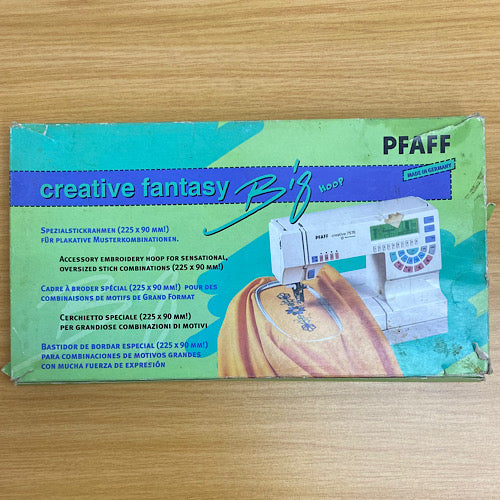 PFAFF
MADE IN GERMANY
creative fantasy Big HOOP
SPEZIALSTICKRAHMEN (225 x 90 MM!)
FÜR PLAKATIVE MUSTERKOMBINATIONEN.
ACCESSORY EMBROIDERY HOOP FOR SENSATIONAL,
OVERSIZED STICH COMBINATIONS (225 x 90 MM!)
CADRE À BRODER SPÉCIAL (225 x 90 MM!) POUR DES
COMBINAISONS DE MOTIFS DE GRAND FORMAT
CERCHIETTO SPECIALE (225 x 90 MM!)
PER GRANDIOSE COMBINAZIONI DI MOTIVI
BASTIDOR DE BORDAR ESPECIAL (225 x 90 MM!)
PARA COMBINACIONES DE MOTIVOS GRANDES
CON MUCHA FUERZA DE EXPRESIÓN
PFAFF creative 7570